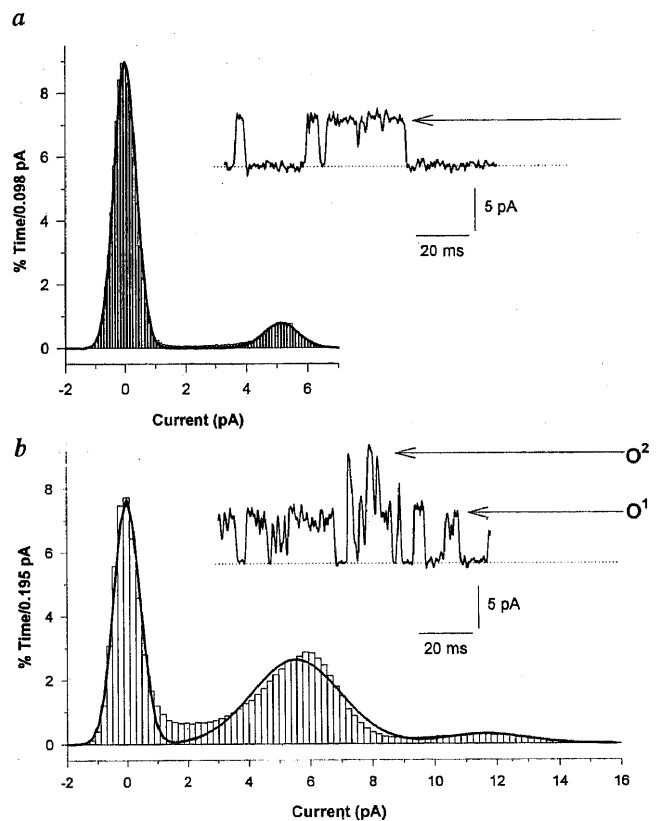 a
% Time/0.098 pA
8
6
4
2
0
-2 0 2 4 6
Current (pA)
5 pA
20 ms
b
% Time/0.195 pA
8
6
4
2
0
-2 0 2 4 6 8 10 12 14 16
Current (pA)
O²
O¹
5 pA
20 ms